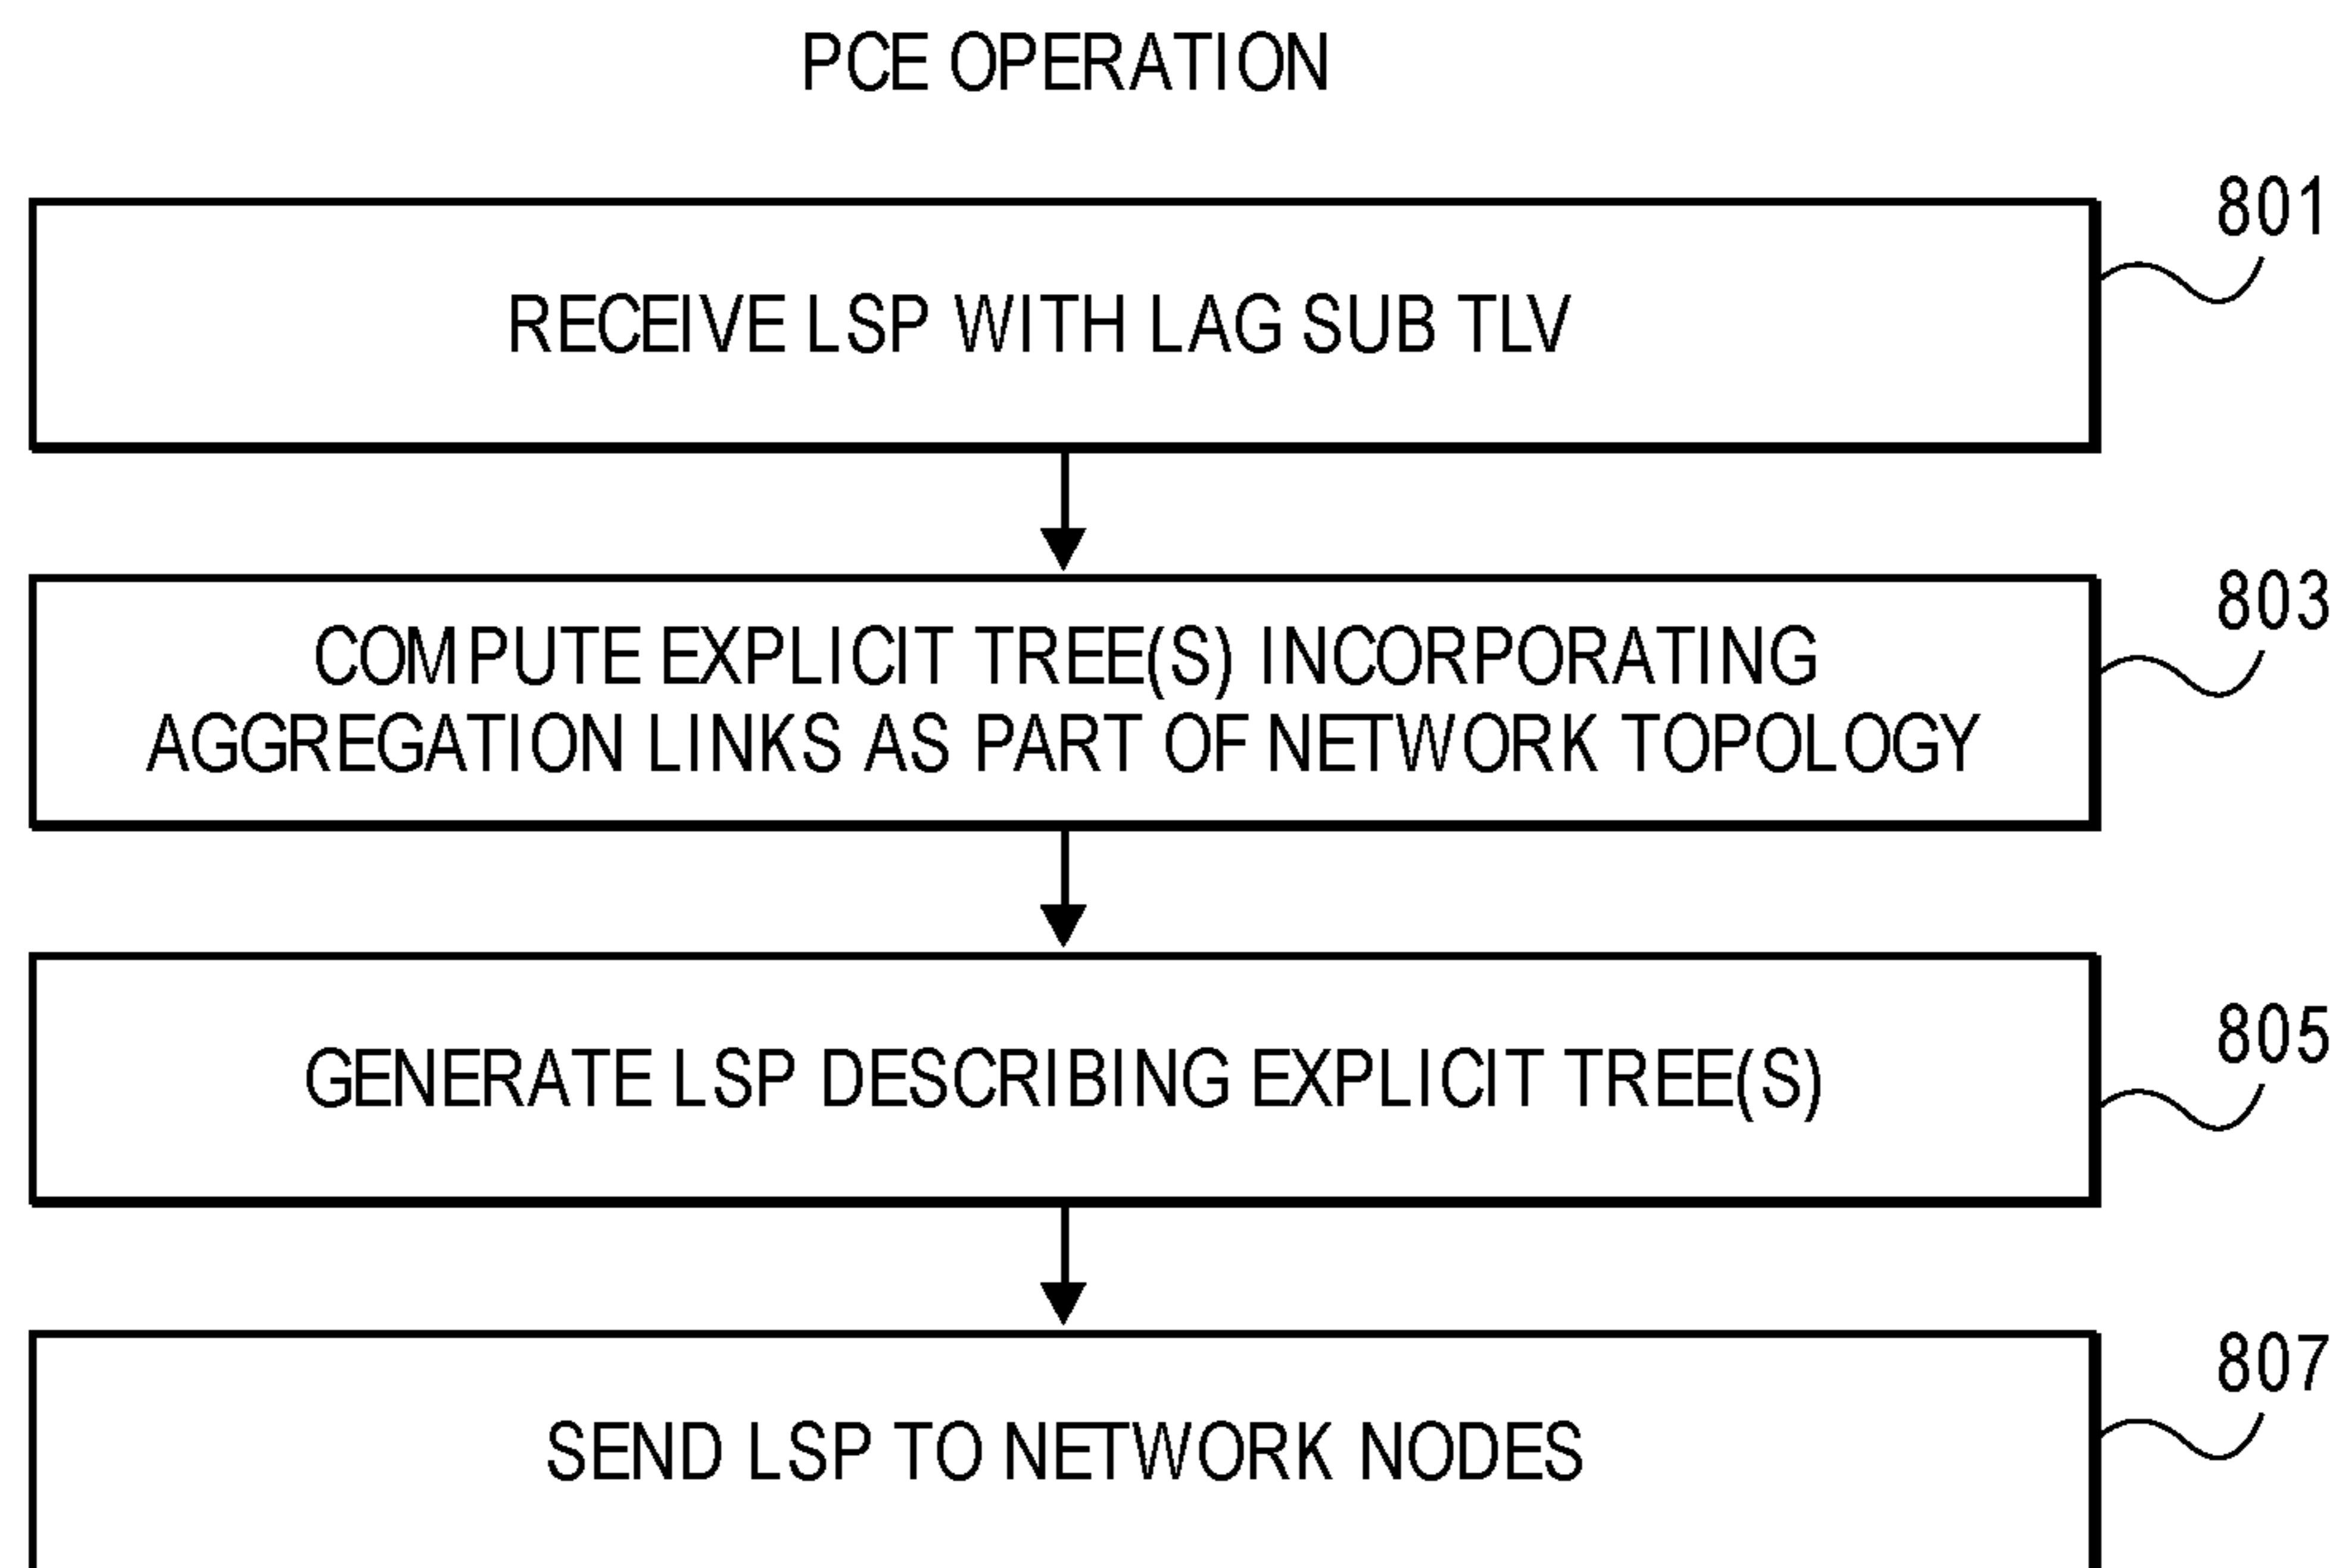 PCE OPERATION
801
RECEIVE LSP WITH LAG SUB TLV
803
COMPUTE EXPLICIT TREE(S) INCORPORATING
AGGREGATION LINKS AS PART OF NETWORK TOPOLOGY
805
GENERATE LSP DESCRIBING EXPLICIT TREE(S)
807
SEND LSP TO NETWORK NODES